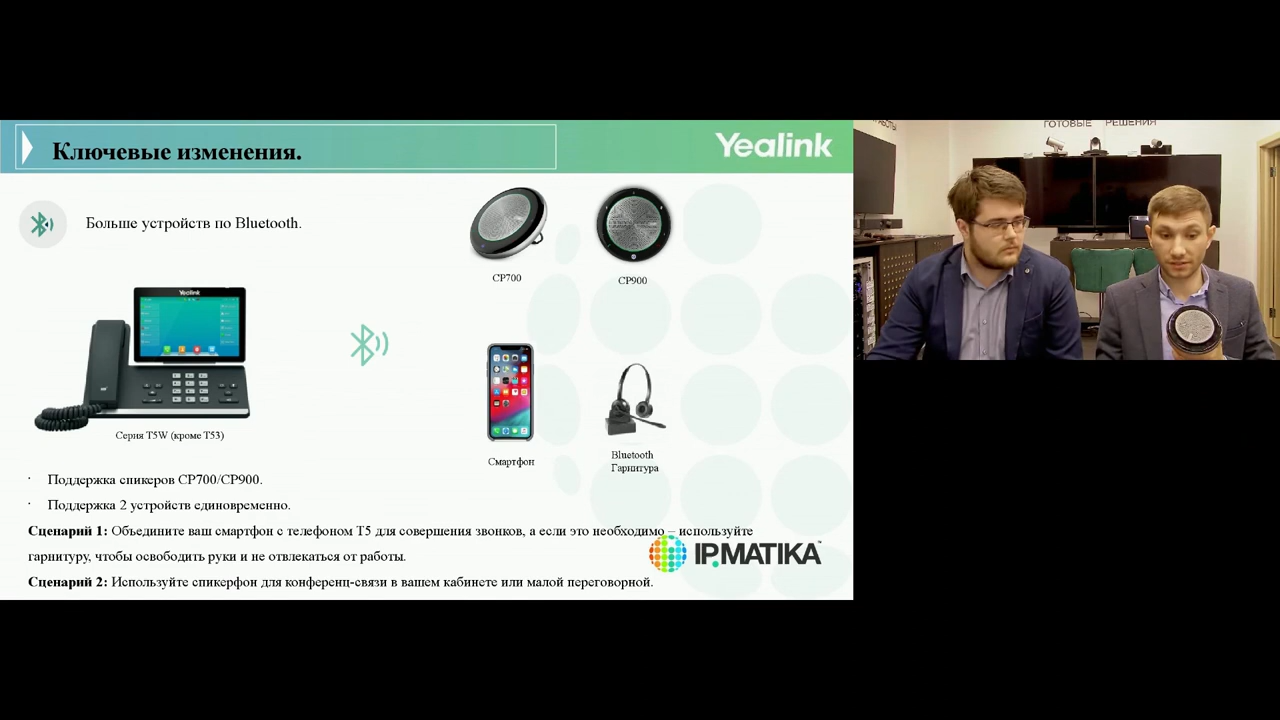 Ключевые изменения.
Yealink
Больше устройств по Bluetooth.
CP700
CP900
Yealink
Серия T5W (кроме T53)
Смартфон
Bluetooth
Гарнитура
· Поддержка спикеров CP700/CP900.
· Поддержка 2 устройств единовременно.
Сценарий 1: Объедините ваш смартфон с телефоном T5 для совершения звонков, а если это необходимо – используйте
гарнитуру, чтобы освободить руки и не отвлекаться от работы.
IPMATIKA™
Сценарий 2: Используйте спикерфон для конференц-связи в вашем кабинете или малой переговорной.
ГОТОВЫЕ РЕШЕНИЯ